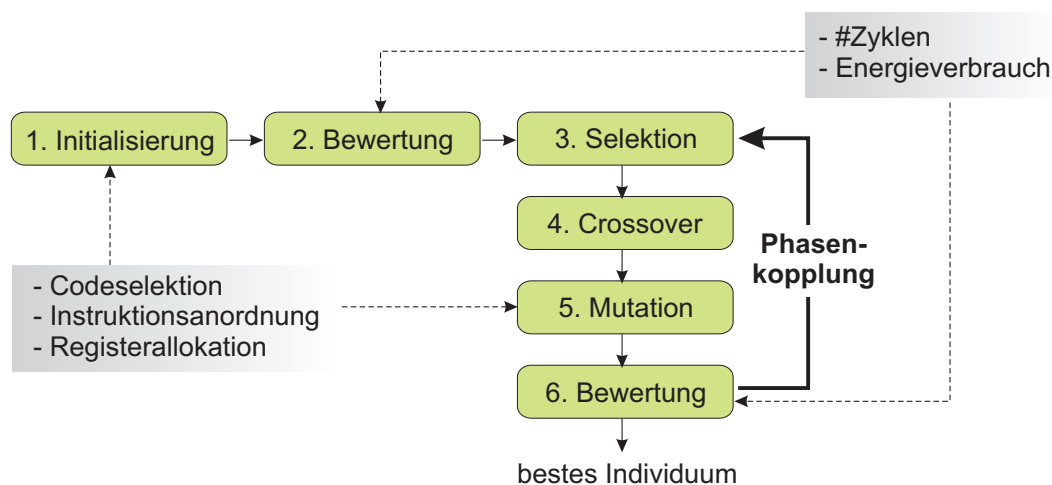 - #Zyklen
- Energieverbrauch
1. Initialisierung
2. Bewertung
3. Selektion
4. Crossover
Phasen-
kopplung
- Codeselektion
- Instruktionsanordnung
- Registerallokation
5. Mutation
6. Bewertung
bestes Individuum